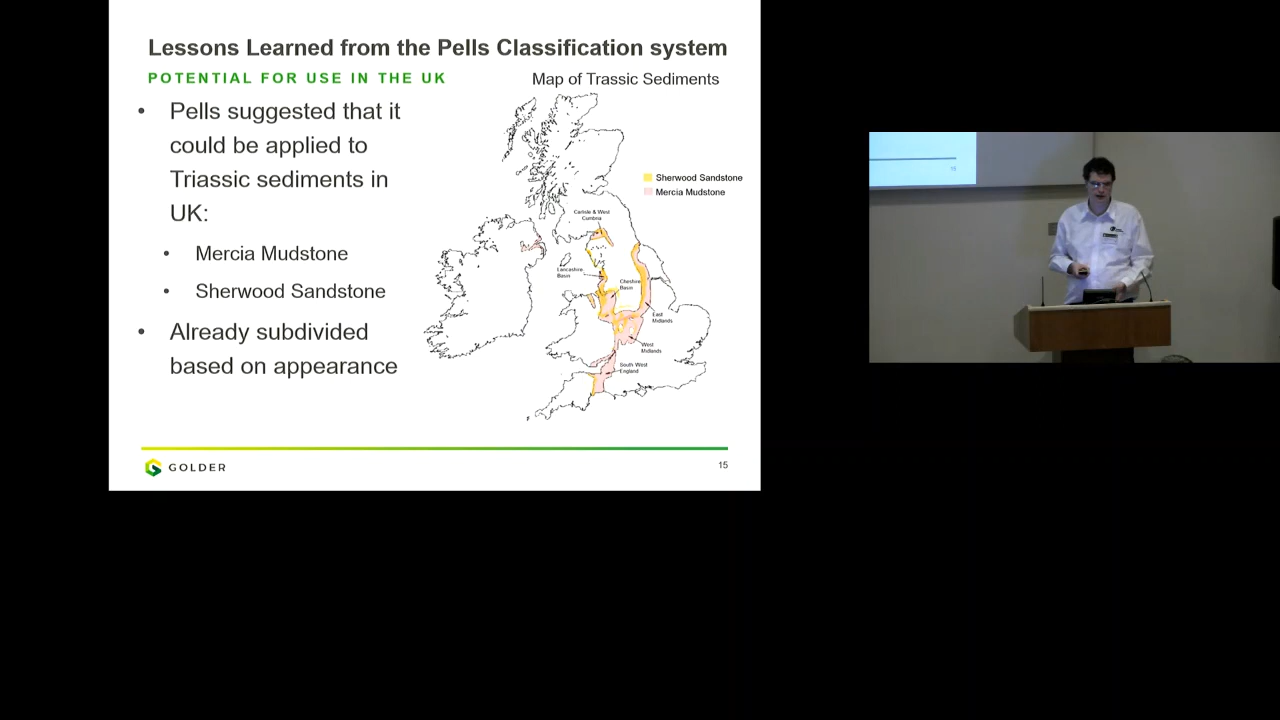 Lessons Learned from the Pells Classification system
POTENTIAL FOR USE IN THE UK
Map of Trassic Sediments
• Pells suggested that it
could be applied to
Triassic sediments in
UK:
• Mercia Mudstone
• Sherwood Sandstone
• Already subdivided
based on appearance
Sherwood Sandstone
Mercia Mudstone
Carlisle & West
Cumbria
Lancashire
Basin
Cheshire
Basin
East
Midlands
West
Midlands
South West
England
GOLDER
15